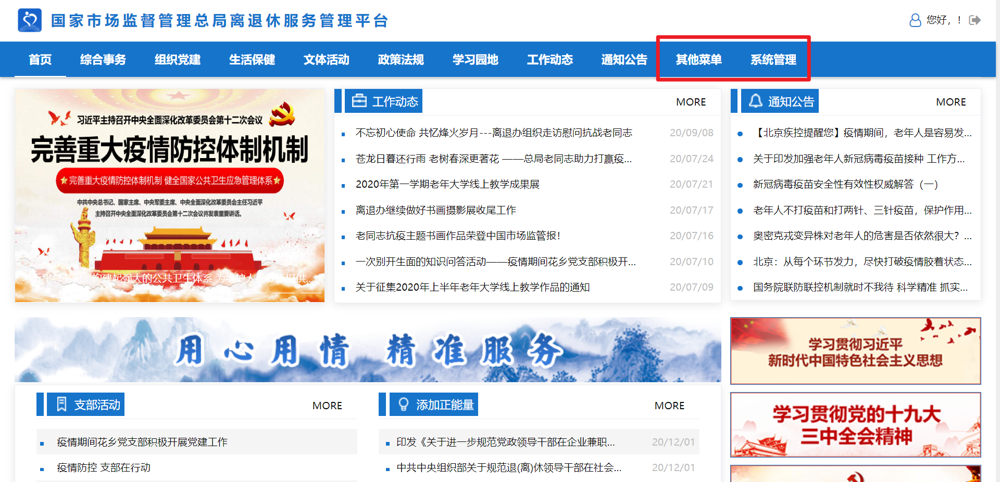 国家市场监督管理总局离退休服务管理平台
您好，！
首页 综合事务 组织党建 生活保健 文体活动 政策法规 学习园地 工作动态 通知公告 其他菜单 系统管理
习近平主持召开中央全面深化改革委员会第十二次会议
完善重大疫情防控体制机制
完善重大疫情防控体制机制 健全国家公共卫生应急管理体系
中共中央总书记、国家主席、中央军委主席、中央全面深化改革委员会主任习近平
主持召开中央全面深化改革委员会第十二次会议并发表重要讲话。
构建起强大的公共卫生体系 为维护人民健康提供...
工作动态 MORE
不忘初心使命 共忆烽火岁月---离退办组织走访慰问抗战老同志 20/09/08
苍龙日暮还行雨 老树春深更著花 ——总局老同志助力打赢疫... 20/07/24
2020年第一学期老年大学线上教学成果展 20/07/21
离退办继续做好书画摄影展收尾工作 20/07/17
老同志抗疫主题书画作品荣登中国市场监管报！ 20/07/16
一次别开生面的知识问答活动——疫情期间花乡党支部积极开... 20/07/10
关于征集2020年上半年老年大学线上教学作品的通知 20/07/09
通知公告 MORE
【北京疾控提醒您】疫情期间，老年人是容易发...
关于印发加强老年人新冠病毒疫苗接种 工作方...
新冠病毒疫苗安全性有效性权威解答（一）
老年人不打疫苗和打两针、三针疫苗，保护作用...
奥密克戎变异株对老年人的危害是否依然很大？...
北京：从每个环节发力，尽快打破疫情胶着状态...
国务院联防联控机制就时不我待 科学精准 抓实...
用心用情 精准服务
学习贯彻习近平
新时代中国特色社会主义思想
学习贯彻党的十九大
三中全会精神
支部活动 MORE
疫情期间花乡党支部积极开展党建工作
疫情防控 支部在行动
添加正能量 MORE
印发《关于进一步规范党政领导干部在企业兼职... 20/12/01
中共中央组织部关于规范退(离)休领导干部在社会... 20/12/01